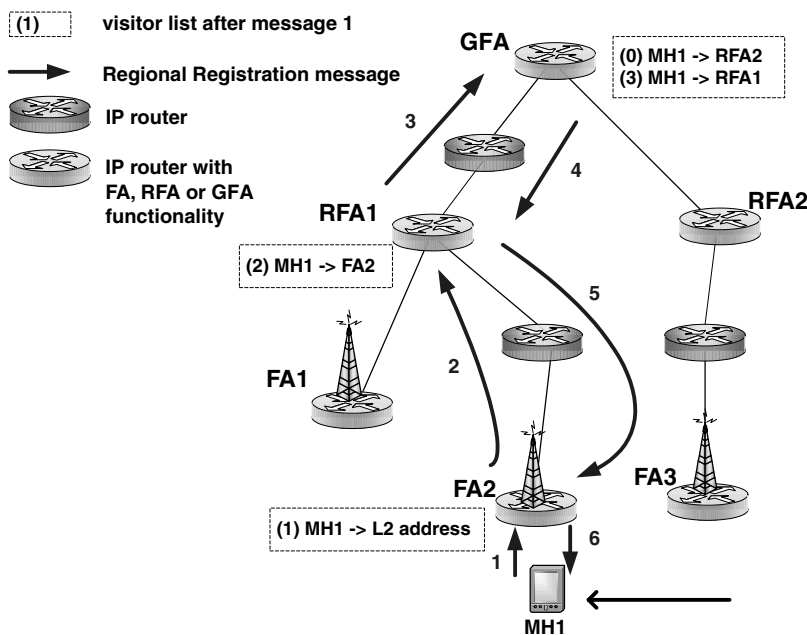 (1) visitor list after message 1
Regional Registration message
IP router
IP router with
FA, RFA or GFA
functionality
GFA
(0) MH1 -> RFA2
(3) MH1 -> RFA1
3
4
RFA1
RFA2
(2) MH1 -> FA2
5
2
FA1
FA2
FA3
(1) MH1 -> L2 address
1
6
MH1